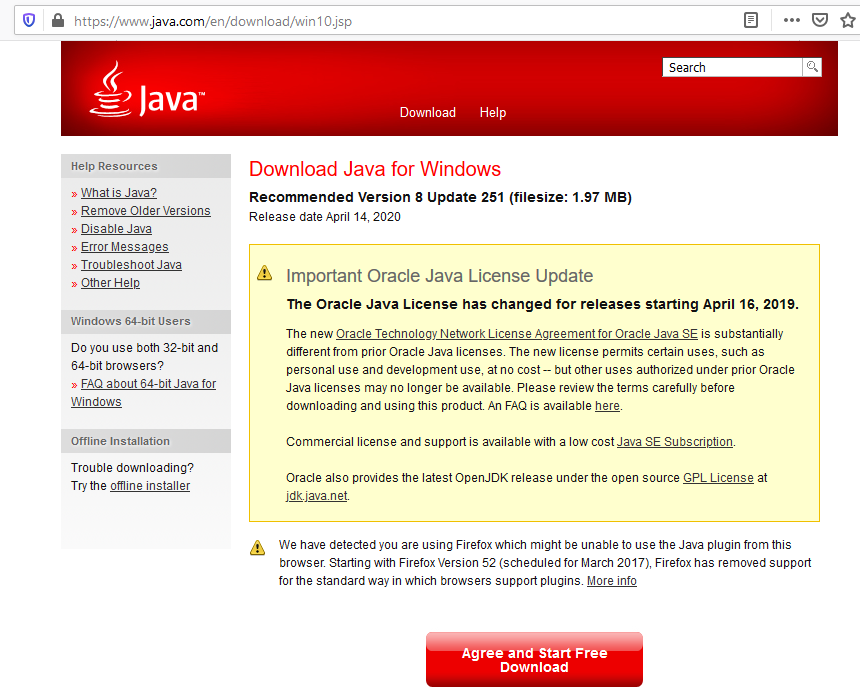 https://www.java.com/en/download/win10.jsp
Java™
Search
Download Help
Help Resources
» What is Java?
» Remove Older Versions
» Disable Java
» Error Messages
» Troubleshoot Java
» Other Help
Windows 64-bit Users
Do you use both 32-bit and
64-bit browsers?
» FAQ about 64-bit Java for
Windows
Offline Installation
Trouble downloading?
Try the offline installer
Download Java for Windows
Recommended Version 8 Update 251 (filesize: 1.97 MB)
Release date April 14, 2020
Important Oracle Java License Update
The Oracle Java License has changed for releases starting April 16, 2019.
The new Oracle Technology Network License Agreement for Oracle Java SE is substantially
different from prior Oracle Java licenses. The new license permits certain uses, such as
personal use and development use, at no cost -- but other uses authorized under prior Oracle
Java licenses may no longer be available. Please review the terms carefully before
downloading and using this product. An FAQ is available here.
Commercial license and support is available with a low cost Java SE Subscription.
Oracle also provides the latest OpenJDK release under the open source GPL License at
jdk.java.net.
We have detected you are using Firefox which might be unable to use the Java plugin from this
browser. Starting with Firefox Version 52 (scheduled for March 2017), Firefox has removed support
for the standard way in which browsers support plugins. More info
Agree and Start Free
Download